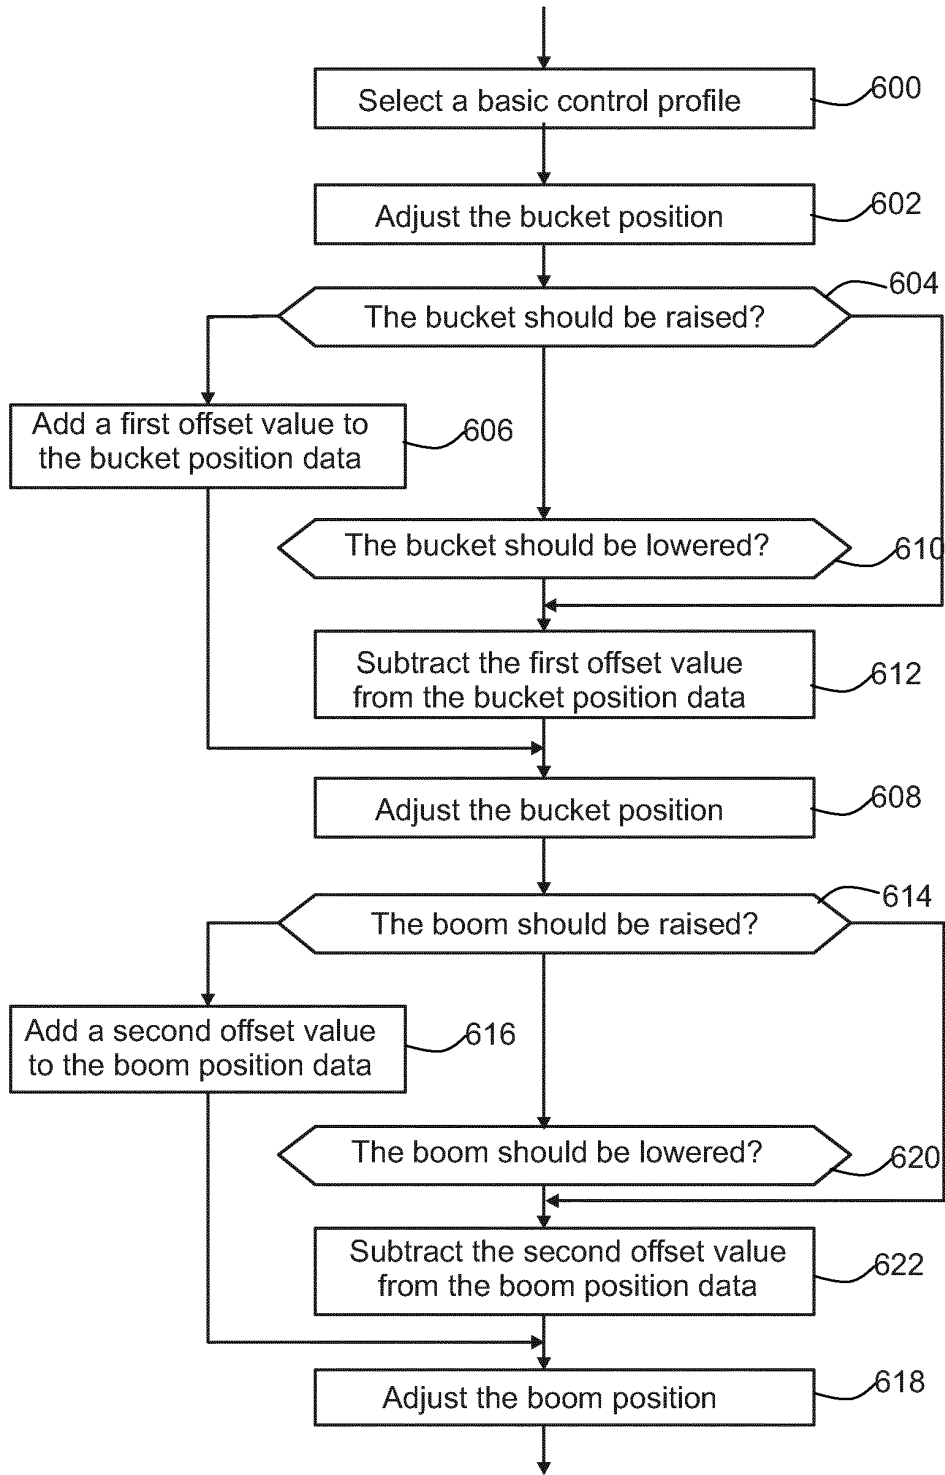 Select a basic control profile
600
Adjust the bucket position
602
604
The bucket should be raised?
Add a first offset value to
the bucket position data
606
The bucket should be lowered?
610
Subtract the first offset value
from the bucket position data
612
Adjust the bucket position
608
614
The boom should be raised?
Add a second offset value
to the boom position data
616
The boom should be lowered?
620
Subtract the second offset value
from the boom position data
622
Adjust the boom position
618